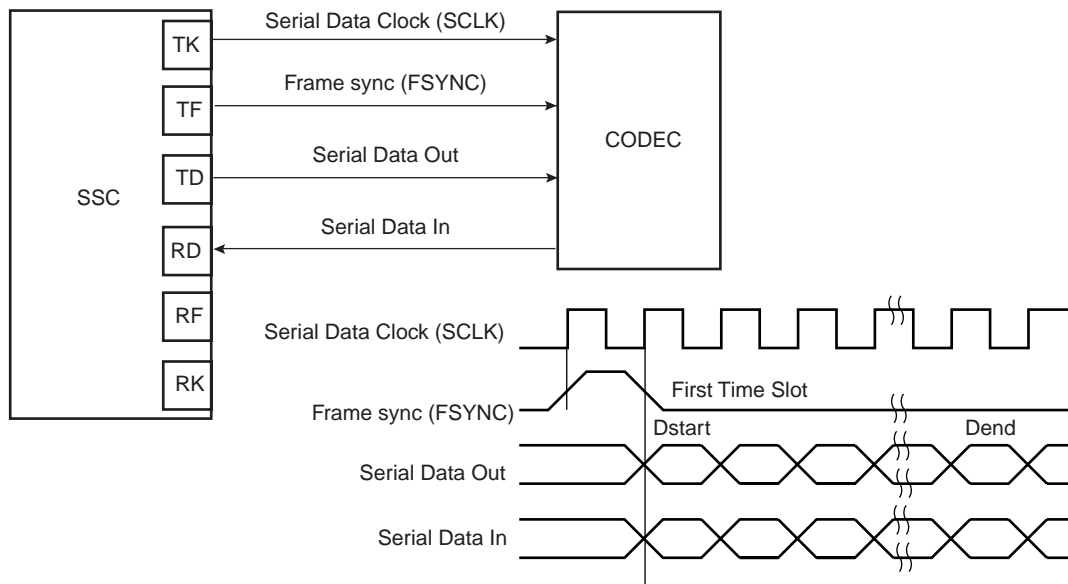 Serial Data Clock (SCLK)
TK
Frame sync (FSYNC)
TF
CODEC
Serial Data Out
TD
SSC
Serial Data In
RD
RF
Serial Data Clock (SCLK)
RK
First Time Slot
Frame sync (FSYNC)
Dstart
Dend
Serial Data Out
Serial Data In